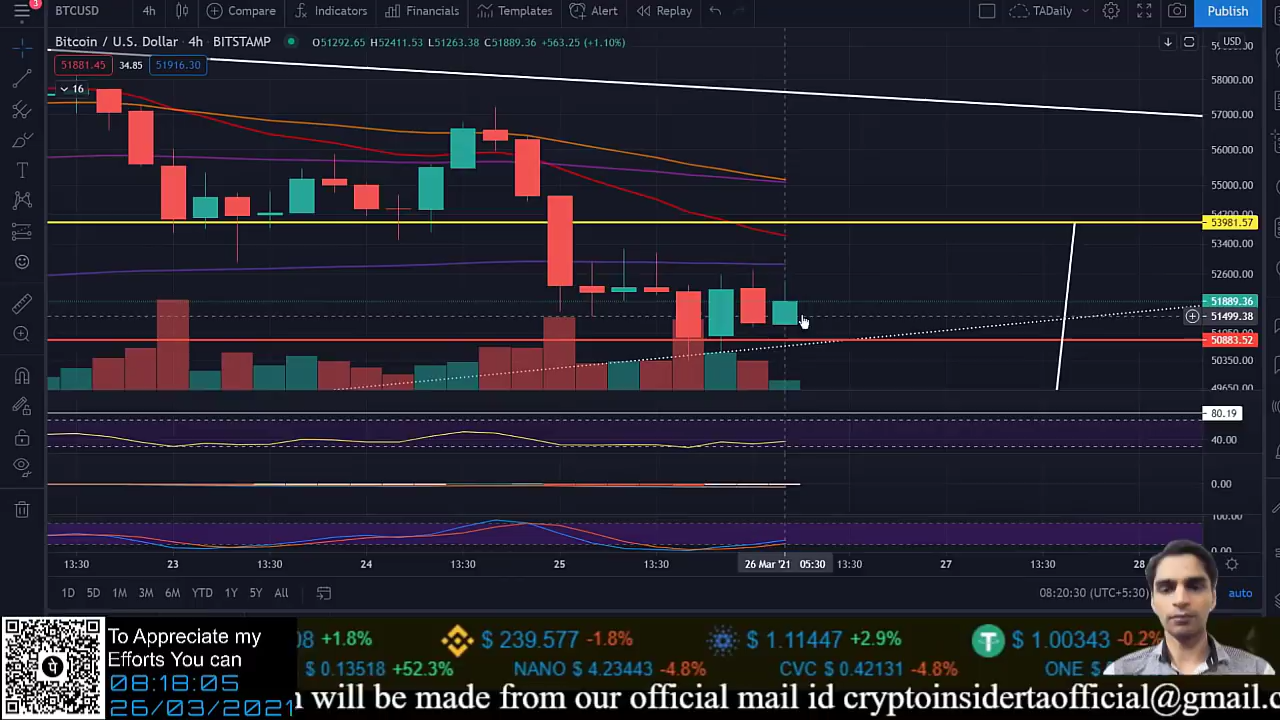 3
BTCUSD 4h Compare Indicators Financials Templates Alert Replay TADaily Publish
Bitcoin / U.S. Dollar · 4h · BITSTAMP O51292.65 H52411.53 L51263.38 C51889.36 +563.25 (+1.10%)
USD
51881.45 34.85 51916.30
16
58000.00
57000.00
56000.00
55000.00
53981.57
53400.00
52600.00
51889.36
51499.38
50883.52
50350.00
49650.00
80.19
40.00
0.00
100.00
0.00
13:30 23 13:30 24 13:30 25 13:30 26 Mar '21 05:30 13:30 27 13:30 28
1D 5D 1M 3M 6M YTD 1Y 5Y All 08:20:30 (UTC+5:30) auto
To Appreciate my
Efforts You can
08:18:05
26/03/2021
08 +1.8% $ 239.577 -1.8% $ 1.11447 +2.9% $ 1.00343 -0.2%
$ 0.13518 +52.3% NANO $ 4.23443 -4.8% CVC $ 0.42131 -4.8% ONE $
will be made from our official mail id cryptoinsidertaofficial@gmail.c